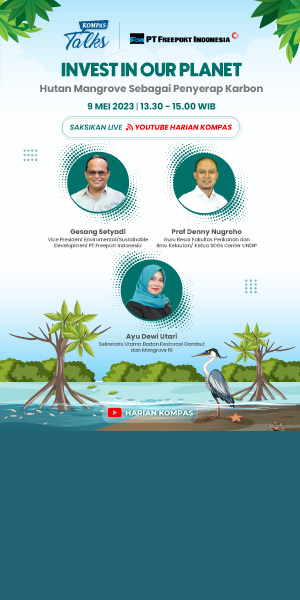 KOMPAS
Talks
PT FREEPORT INDONESIA
INVEST IN OUR PLANET
Hutan Mangrove Sebagai Penyerap Karbon
9 MEI 2023 | 13.30 - 15.00 WIB
SAKSIKAN LIVE YOUTUBE HARIAN KOMPAS
Gesang Setyadi
Vice President Enviromental/Sustainable
Development PT Freeport Indonesia
Prof Denny Nugroho
Guru Besar Fakultas Perikanan dan
Ilmu Kelautan/ Ketua SDGs Center UNDIP
Ayu Dewi Utari
Sekretaris Utama Badan Restorasi Gambut
dan Mangrove RI
HARIAN KOMPAS